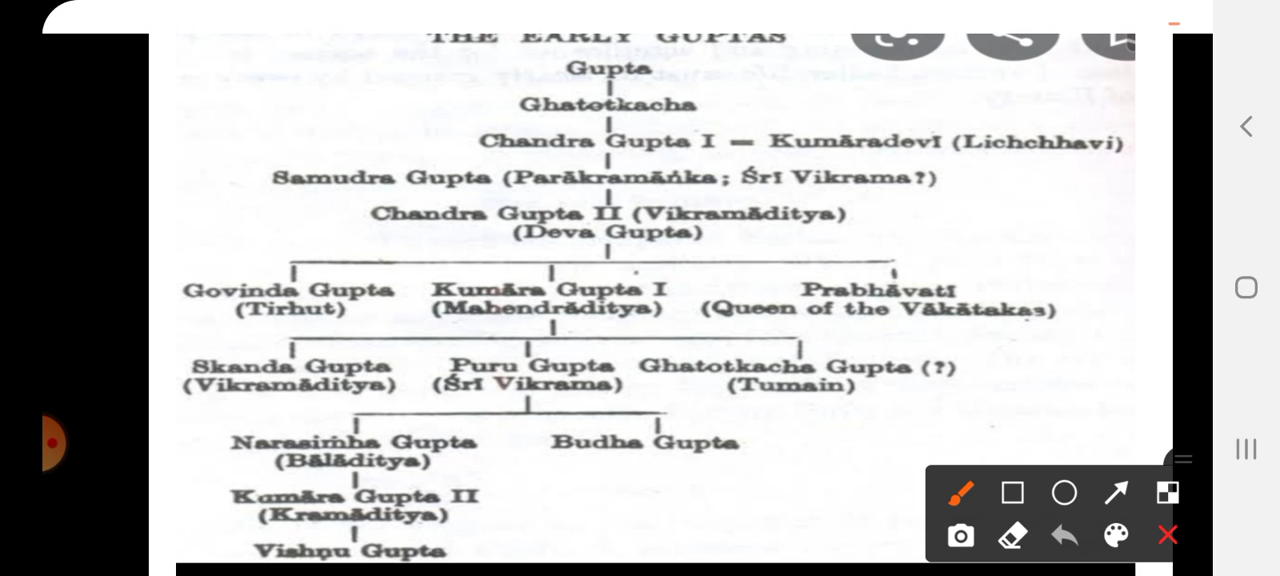 THE EARLY GUPTAS
Gupta
Ghatotkacha
Chandra Gupta I = Kumāradevī (Lichchhavi)
Samudra Gupta (Parākramāṅka; Śrī Vikrama?)
Chandra Gupta II (Vikramāditya)
(Deva Gupta)
Govinda Gupta Kumāra Gupta I Prabhāvatī
(Tirhut) (Mahendrāditya) (Queen of the Vākāṭakas)
Skanda Gupta Puru Gupta Ghatotkacha Gupta (?)
(Vikramāditya) (Śrī Vikrama) (Tumain)
Narasiṁha Gupta Budha Gupta
(Bālāditya)
Kumāra Gupta II
(Kramāditya)
Vishṇu Gupta